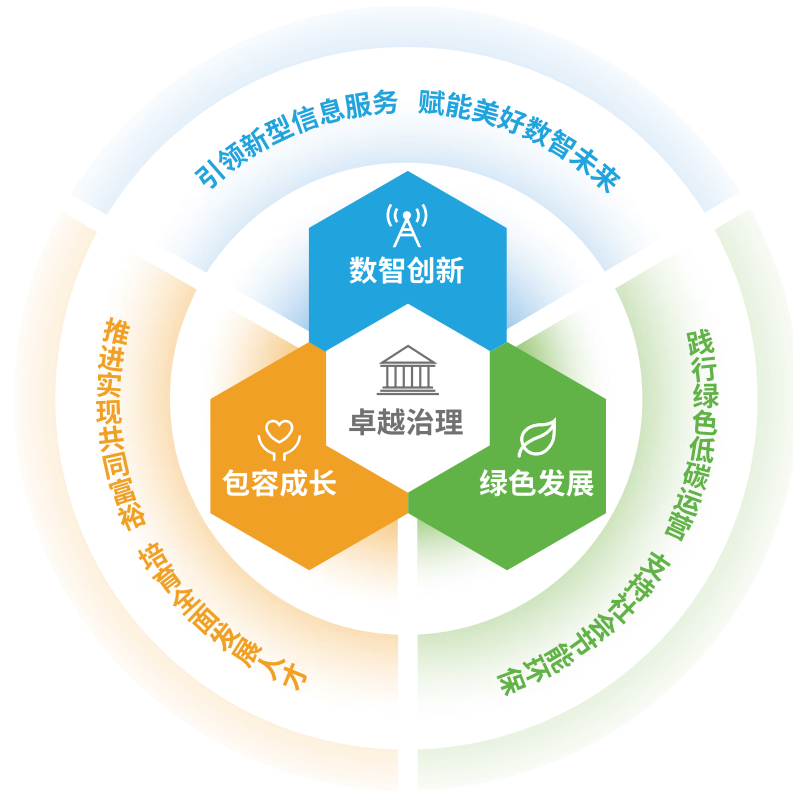 引领新型信息服务 赋能美好数智未来
数智创新
卓越治理
包容成长
绿色发展
推进实现共同富裕 培育全面发展人才
践行绿色低碳运营 支持社会节能环保